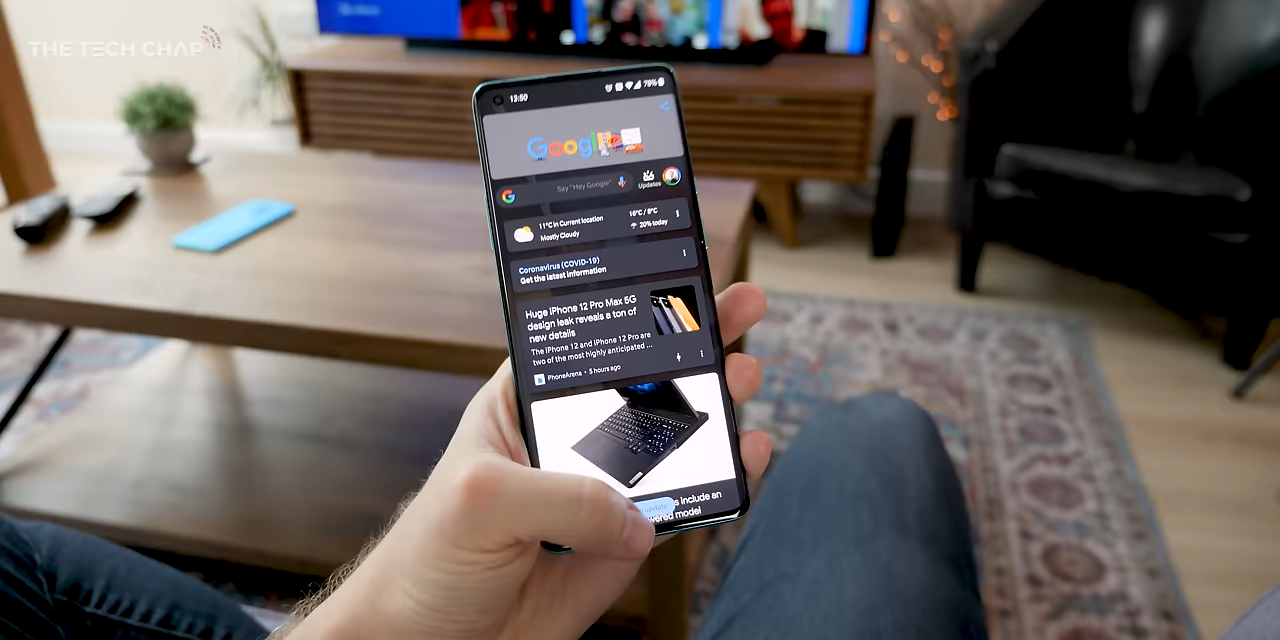 THE TECH CHAP
13:50
78%
Google
Say "Hey Google"
Updates
11°C in Current location
Mostly Cloudy
16°C / 8°C
20% today
Coronavirus (COVID-19)
Get the latest information
Huge iPhone 12 Pro Max 5G
design leak reveals a ton of
new details
The iPhone 12 and iPhone 12 Pro are
two of the most highly anticipated ...
PhoneArena • 5 hours ago
update
s include an
wered model